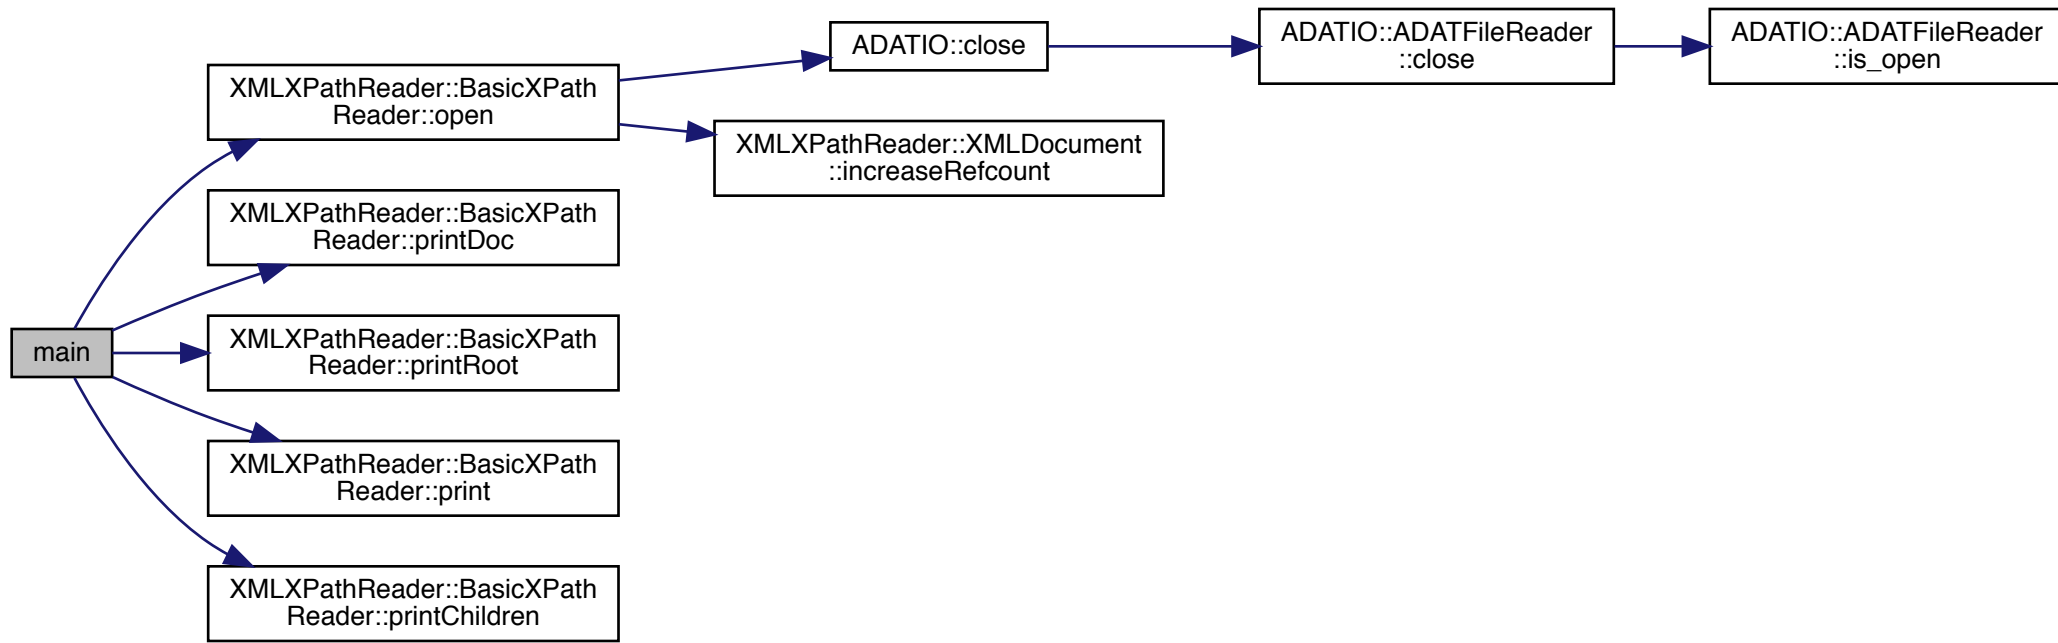 main
XMLXPathReader::BasicXPath
Reader::open
XMLXPathReader::BasicXPath
Reader::printDoc
XMLXPathReader::BasicXPath
Reader::printRoot
XMLXPathReader::BasicXPath
Reader::print
XMLXPathReader::BasicXPath
Reader::printChildren
ADATIO::close
XMLXPathReader::XMLDocument
::increaseRefcount
ADATIO::ADATFileReader
::close
ADATIO::ADATFileReader
::is_open